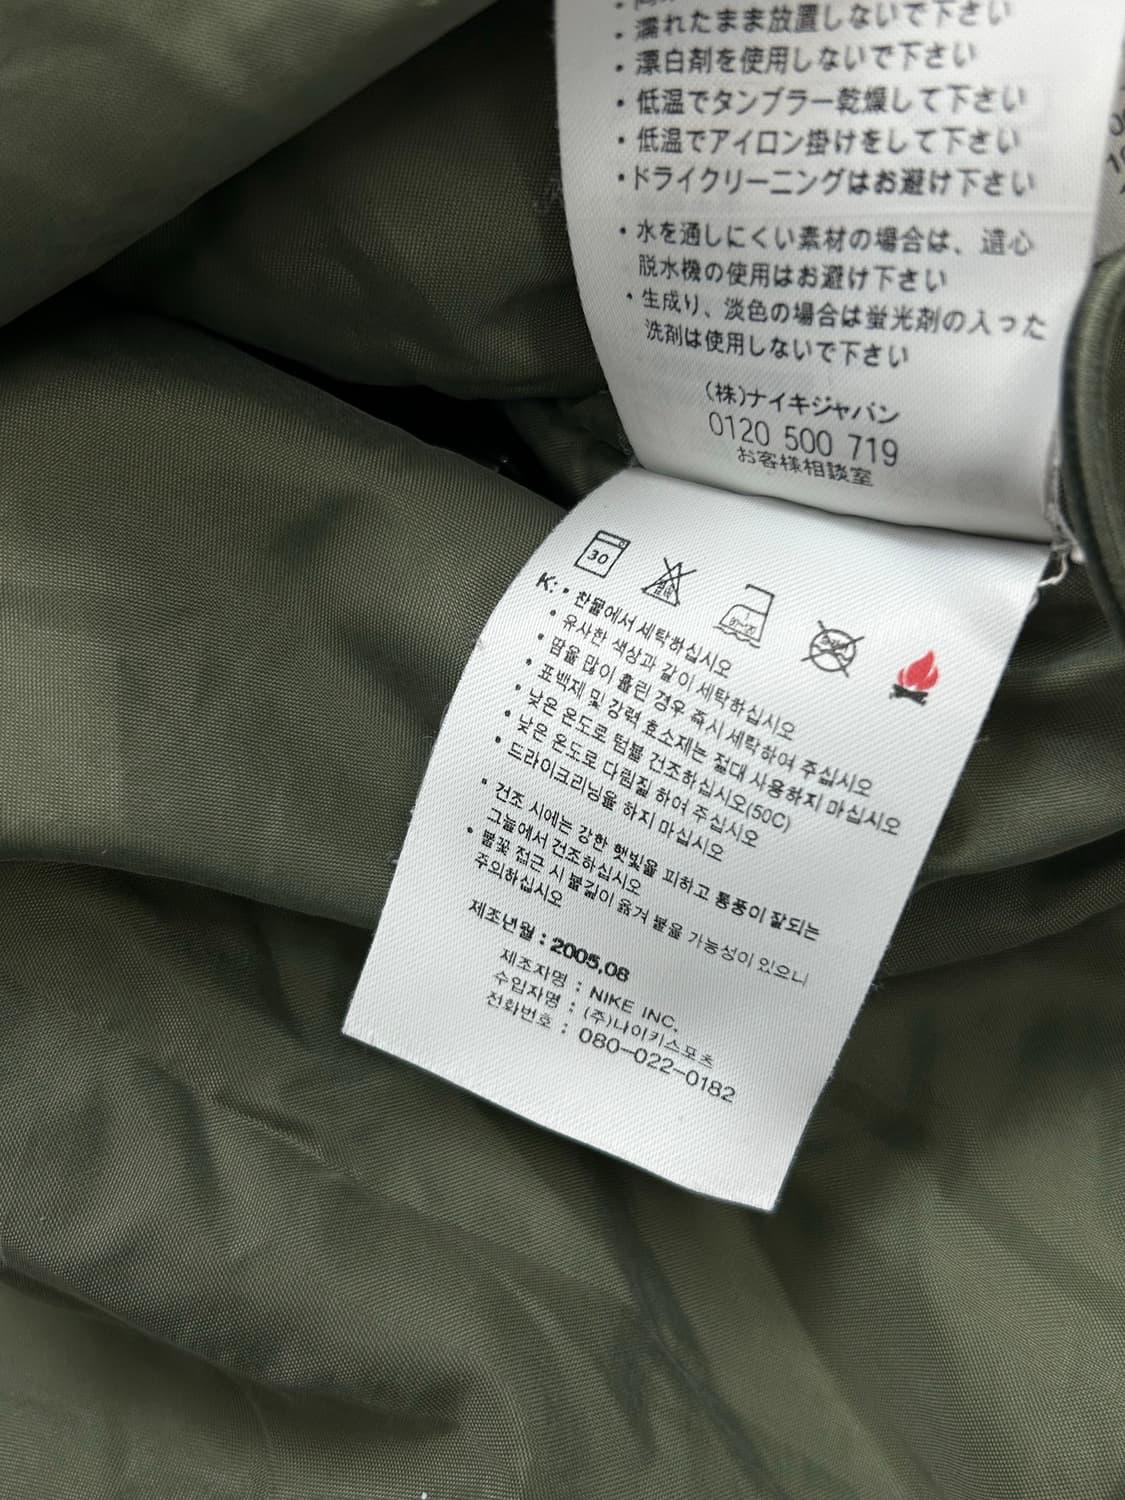 ・濡れたまま放置しないで下さい
・漂白剤を使用しないで下さい
・低温でタンブラー乾燥して下さい
・低温でアイロン掛けをして下さい
・ドライクリーニングはお避け下さい
・水を通しにくい素材の場合は、遠心
脱水機の使用はお避け下さい
・生成り、淡色の場合は蛍光剤の入った
洗剤は使用しないで下さい
(株)ナイキジャパン
0120 500 719
お客様相談室
30
K: • 찬물에서 세탁하십시오
• 유사한 색상과 같이 세탁하십시오
• 땀을 많이 흘린 경우 즉시 세탁하여 주십시오
• 표백제 및 강력 효소제는 절대 사용하지 마십시오
• 낮은 온도로 텀블 건조하십시오(50C)
• 낮은 온도로 다림질 하여 주십시오
• 드라이크리닝을 하지 마십시오
• 건조 시에는 강한 햇빛을 피하고 통풍이 잘되는
그늘에서 건조하십시오
• 불꽃 접근 시 불길이 옮겨 붙을 가능성이 있으니
주의하십시오
제조년월 : 2005.08
제조자명 : NIKE INC.
수입자명 : (주)나이키스포츠
전화번호 : 080-022-0182